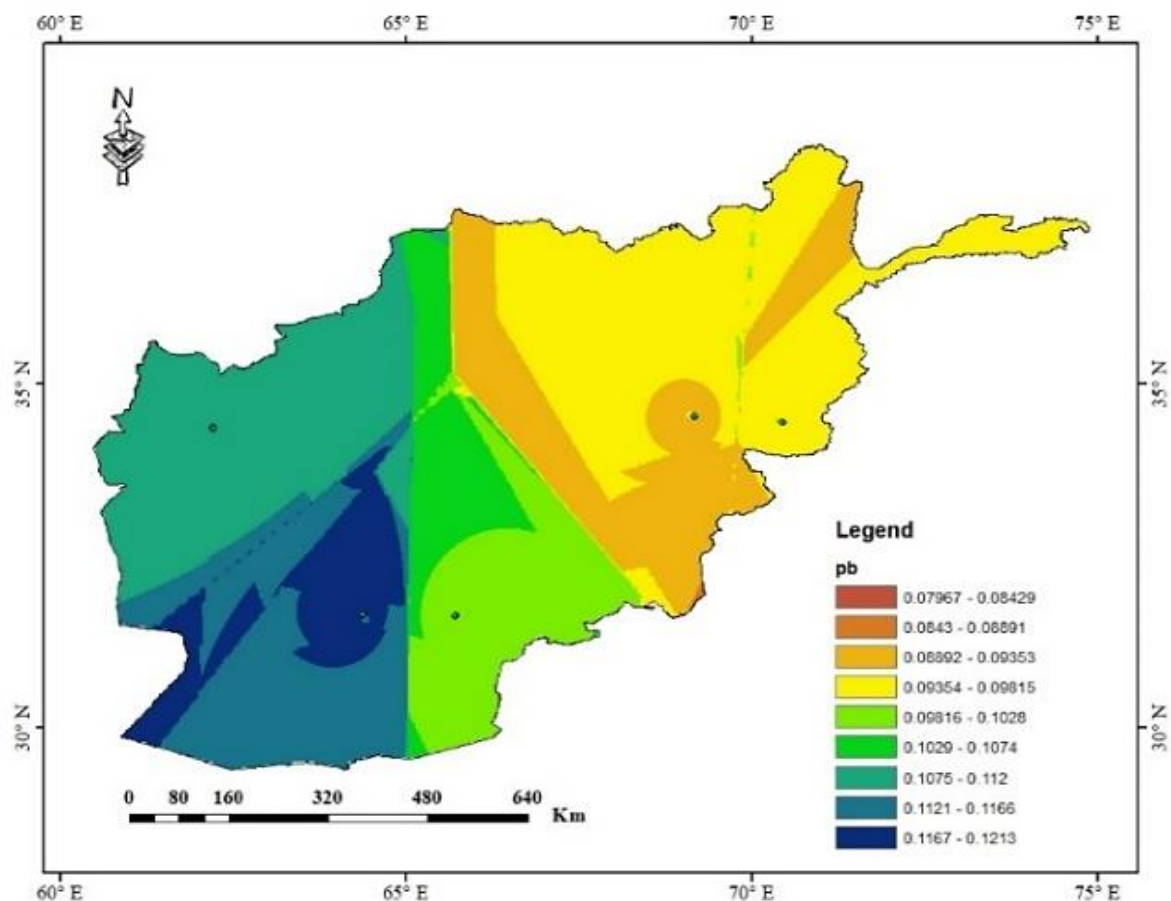 60° E 65° E 70° E 75° E
N
35° N 35° N
30° N 30° N
Legend
pb
0.07967 - 0.08429
0.0843 - 0.08891
0.08892 - 0.09353
0.09354 - 0.09815
0.09816 - 0.1028
0.1029 - 0.1074
0.1075 - 0.112
0.1121 - 0.1166
0.1167 - 0.1213
0 80 160 320 480 640
Km
60° E 65° E 70° E 75° E